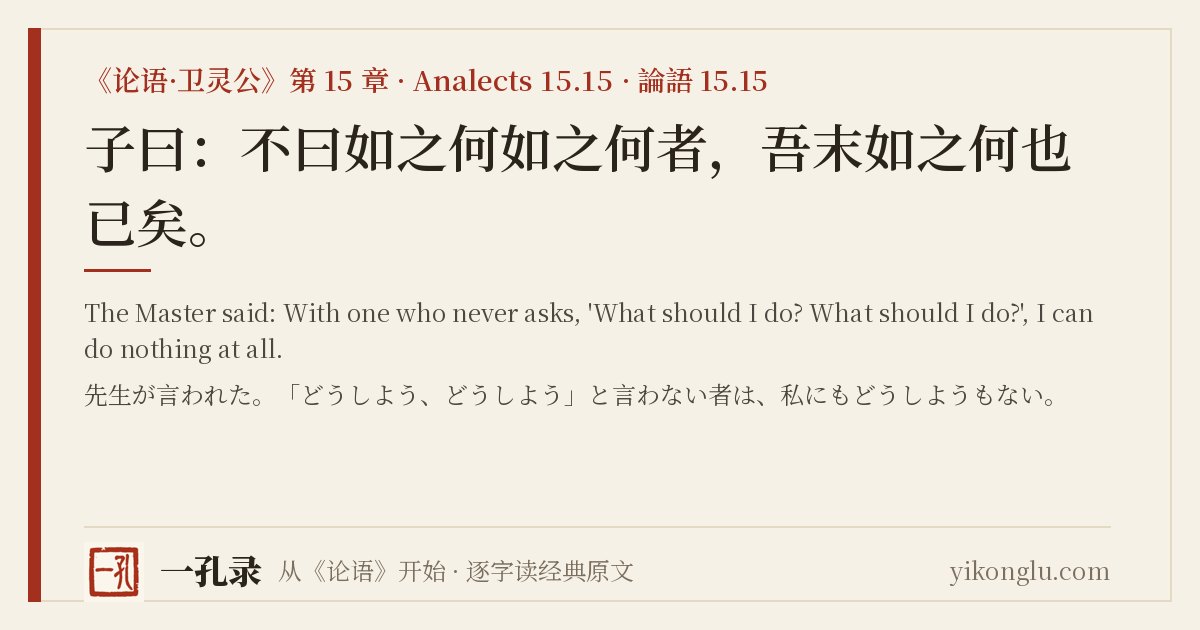 《论语·卫灵公》第 15 章 · Analects 15.15 · 論語 15.15
子曰：不曰如之何如之何者，吾末如之何也
已矣。
The Master said: With one who never asks, 'What should I do? What should I do?', I can
do nothing at all.
先生が言われた。「どうしよう、どうしよう」と言わない者は、私にもどうしようもない。
一孔
一孔录 从《论语》开始 · 逐字读经典原文 yikonglu.com